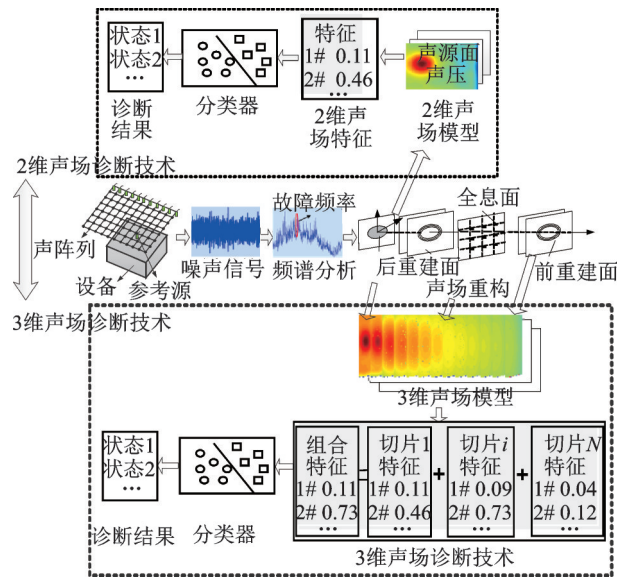 状态1
状态2
...
诊断
结果
分类器
特征
1# 0.11
2# 0.46
...
2维声
场特征
声源面
声压
2维声
场模型
2维声场诊断技术
声阵列
设备
参考源
噪声信号
故障频率
频谱分析
后重建面
全息面
声场重构
前重建面
3维声场诊断技术
3维声场模型
状态1
状态2
...
诊断结果
分类器
组合
特征
1# 0.11
2# 0.73
...
=
切片1
特征
1# 0.11
2# 0.46
...
+
切片i
特征
1# 0.09
2# 0.73
...
+
切片N
特征
1# 0.04
2# 0.12
...
3维声场诊断技术